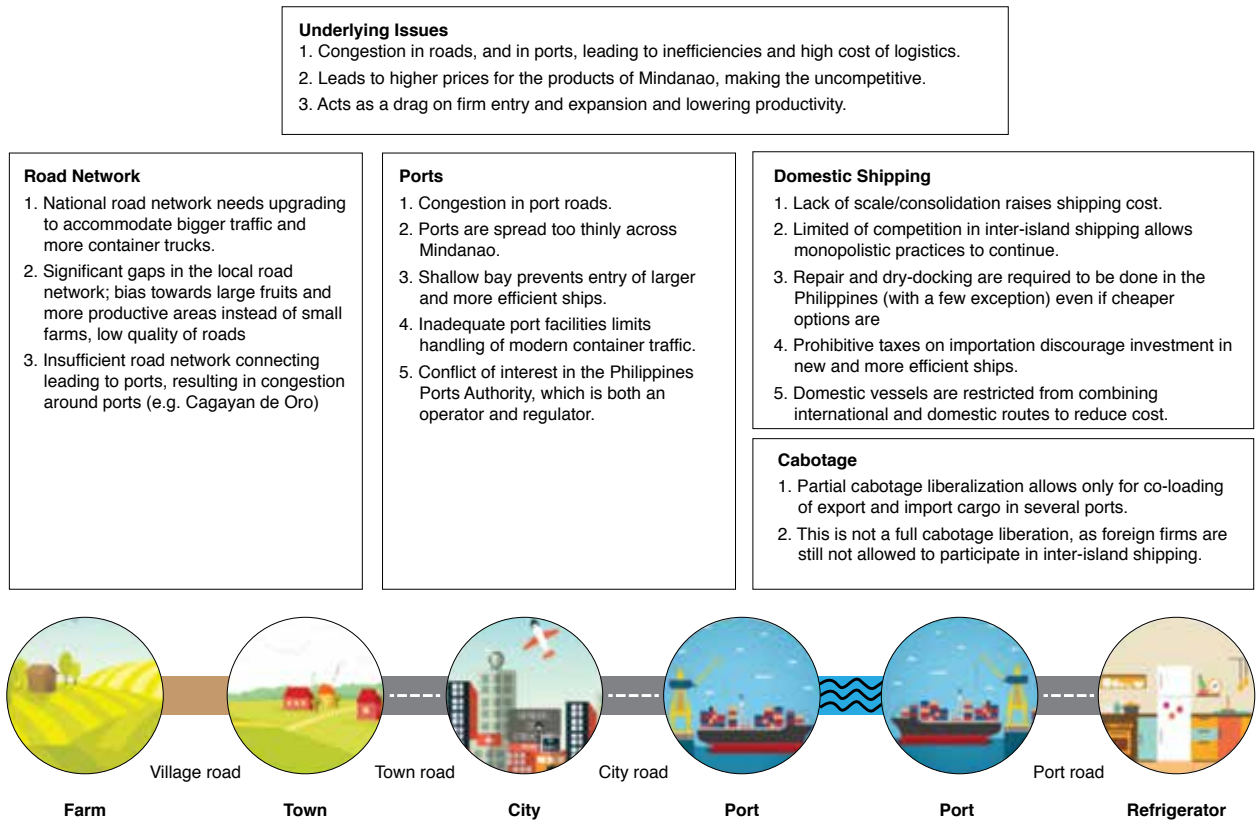 Underlying Issues
1. Congestion in roads, and in ports, leading to inefficiencies and high cost of logistics.
2. Leads to higher prices for the products of Mindanao, making the uncompetitive.
3. Acts as a drag on firm entry and expansion and lowering productivity.
Road Network
1. National road network needs upgrading
to accommodate bigger traffic and
more container trucks.
2. Significant gaps in the local road
network; bias towards large fruits and
more productive areas instead of small
farms, low quality of roads
3. Insufficient road network connecting
leading to ports, resulting in congestion
around ports (e.g. Cagayan de Oro)
Ports
1. Congestion in port roads.
2. Ports are spread too thinly across
Mindanao.
3. Shallow bay prevents entry of larger
and more efficient ships.
4. Inadequate port facilities limits
handling of modern container traffic.
5. Conflict of interest in the Philippines
Ports Authority, which is both an
operator and regulator.
Domestic Shipping
1. Lack of scale/consolidation raises shipping cost.
2. Limited of competition in inter-island shipping allows
monopolistic practices to continue.
3. Repair and dry-docking are required to be done in the
Philippines (with a few exception) even if cheaper
options are
4. Prohibitive taxes on importation discourage investment in
new and more efficient ships.
5. Domestic vessels are restricted from combining
international and domestic routes to reduce cost.
Cabotage
1. Partial cabotage liberalization allows only for co-loading
of export and import cargo in several ports.
2. This is not a full cabotage liberation, as foreign firms are
still not allowed to participate in inter-island shipping.
Village road
Town road
City road
Port road
Farm
Town
City
Port
Port
Refrigerator